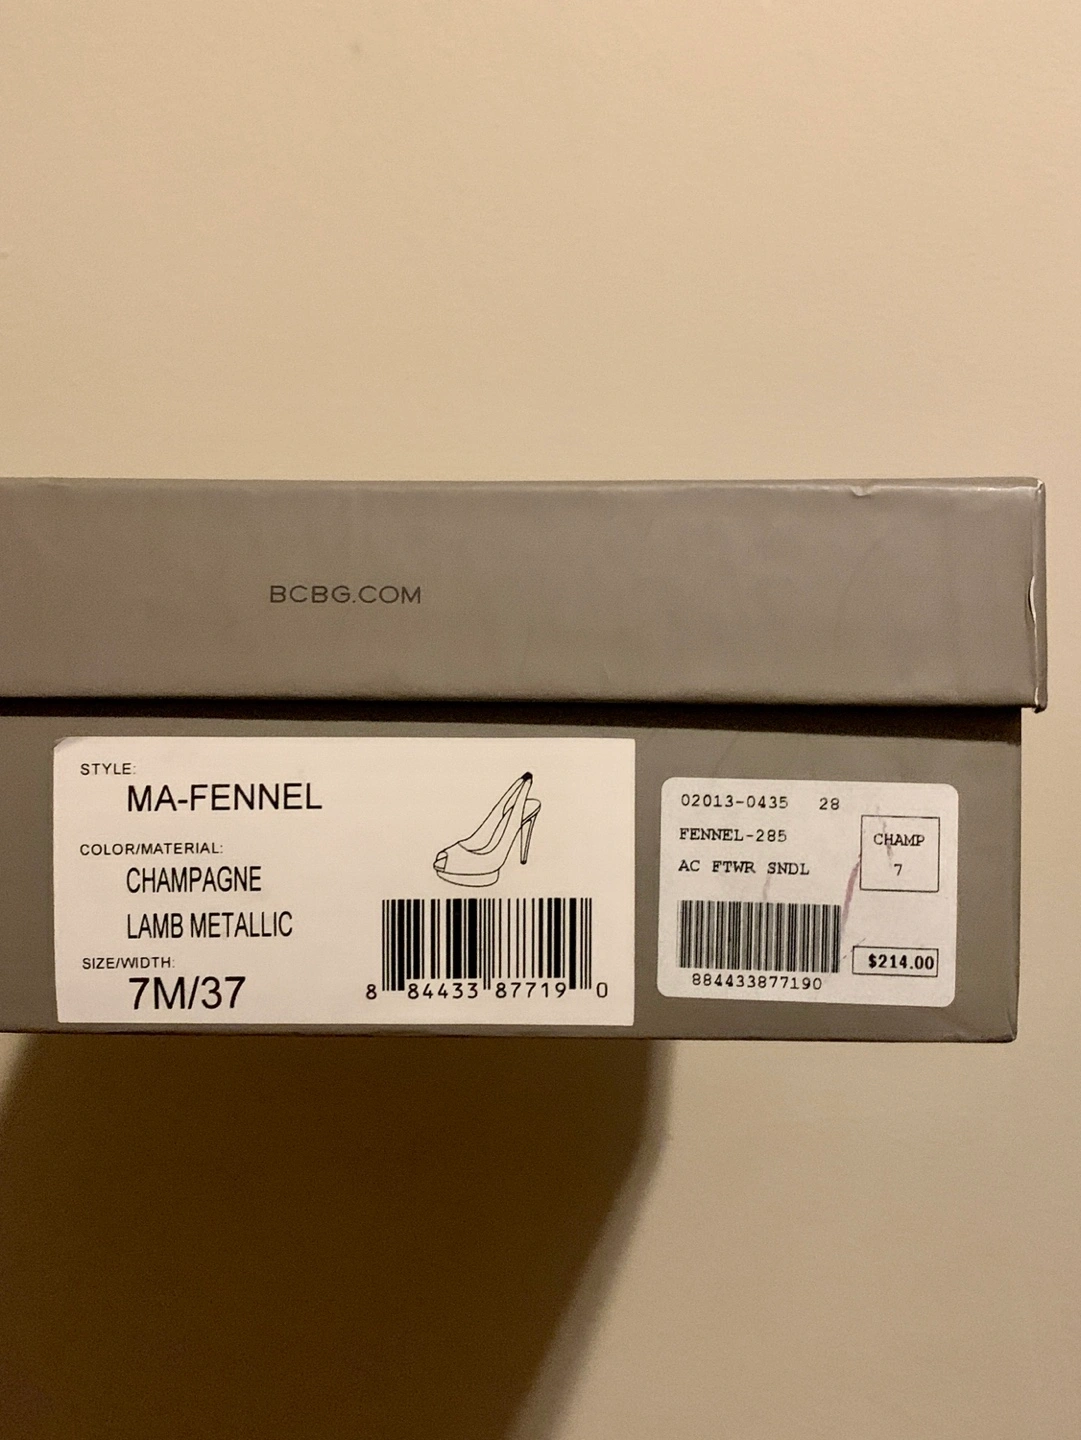 BCBG.COM
STYLE:
MA-FENNEL
COLOR/MATERIAL:
CHAMPAGNE
LAMB METALLIC
SIZE/WIDTH:
7M/37
8 84433 87719 0
02013-0435 28
FENNEL-285
AC FTWR SNDL
CHAMP
7
$214.00
884433877190